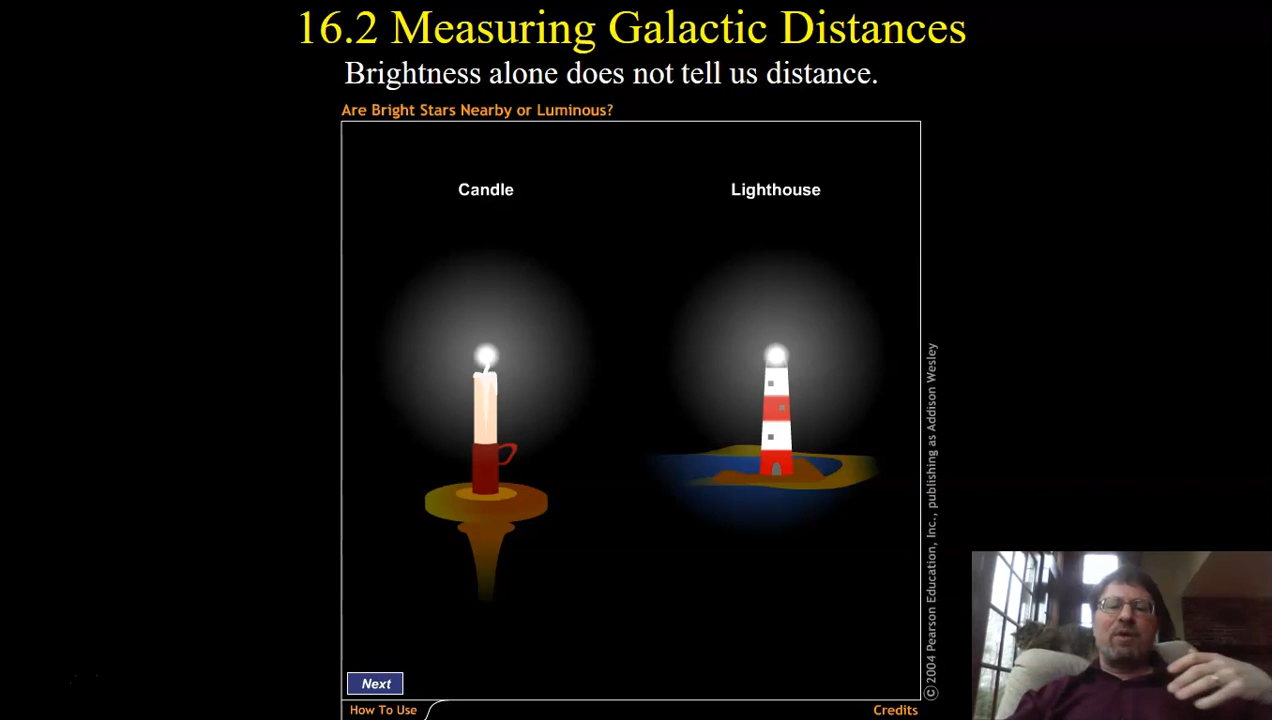 16.2 Measuring Galactic Distances
Brightness alone does not tell us distance.
Are Bright Stars Nearby or Luminous?
Candle
Lighthouse
© 2004 Pearson Education, Inc., publishing as Addison Wesley
Next
How To Use
Credits